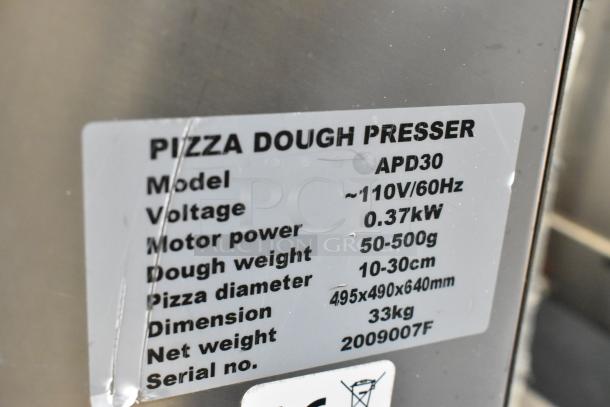 PIZZA DOUGH PRESSER
Model APD30
Voltage ~110V/60Hz
Motor power 0.37kW
Dough weight 50-500g
Pizza diameter 10-30cm
Dimension 495x490x640mm
Net weight 33kg
Serial no. 2009007F
AUCTION GROUP